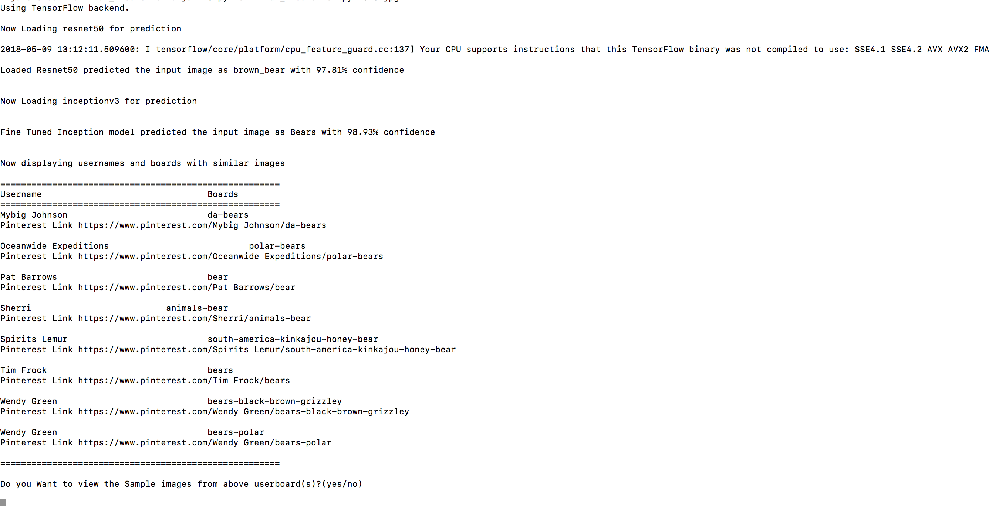 Using TensorFlow backend.
Now Loading resnet50 for prediction
2018-05-09 13:12:11.509600: I tensorflow/core/platform/cpu_feature_guard.cc:137] Your CPU supports instructions that this TensorFlow binary was not compiled to use: SSE4.1 SSE4.2 AVX AVX2 FMA
Loaded Resnet50 predicted the input image as brown_bear with 97.81% confidence
Now Loading inceptionv3 for prediction
Fine Tuned Inception model predicted the input image as Bears with 98.93% confidence
Now displaying usernames and boards with similar images
======================================================
Username Boards
======================================================
Mybig Johnson da-bears
Pinterest Link https://www.pinterest.com/Mybig Johnson/da-bears
Oceanwide Expeditions polar-bears
Pinterest Link https://www.pinterest.com/Oceanwide Expeditions/polar-bears
Pat Barrows bear
Pinterest Link https://www.pinterest.com/Pat Barrows/bear
Sherri animals-bear
Pinterest Link https://www.pinterest.com/Sherri/animals-bear
Spirits Lemur south-america-kinkajou-honey-bear
Pinterest Link https://www.pinterest.com/Spirits Lemur/south-america-kinkajou-honey-bear
Tim Frock bears
Pinterest Link https://www.pinterest.com/Tim Frock/bears
Wendy Green bears-black-brown-grizzley
Pinterest Link https://www.pinterest.com/Wendy Green/bears-black-brown-grizzley
Wendy Green bears-polar
Pinterest Link https://www.pinterest.com/Wendy Green/bears-polar
======================================================
Do you Want to view the Sample images from above userboard(s)?(yes/no)